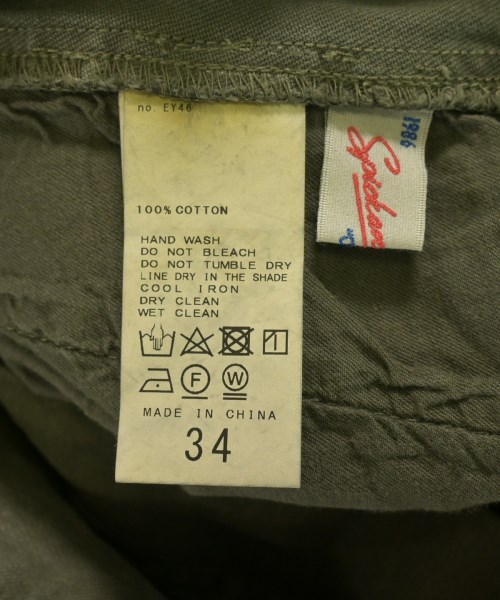 no. EY46
100% COTTON
HAND WASH
DO NOT BLEACH
DO NOT TUMBLE DRY
LINE DRY IN THE SHADE
COOL IRON
DRY CLEAN
WET CLEAN
F W
MADE IN CHINA
34
1986